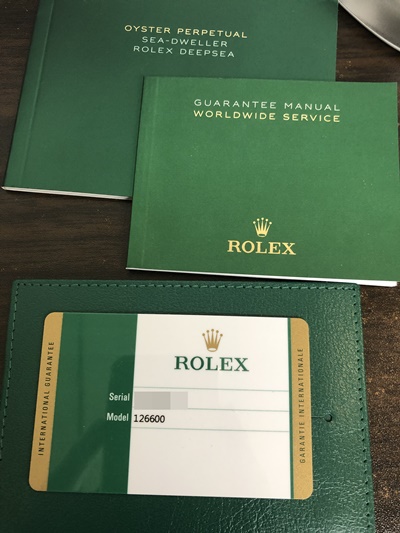 OYSTER PERPETUAL
SEA-DWELLER
ROLEX DEEPSEA
GUARANTEE MANUAL
WORLDWIDE SERVICE
ROLEX
INTERNATIONAL GUARANTEE
ROLEX
Serial
Model 126600
GARANTIE INTERNATIONALE